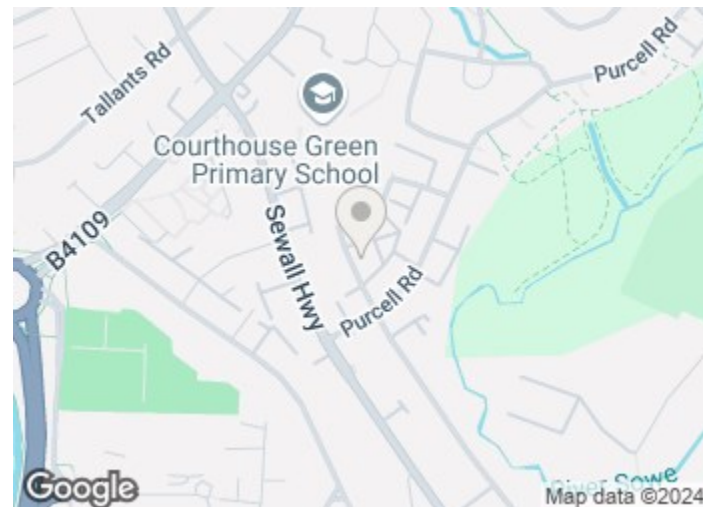 Purcell Rd
Tallants Rd
Courthouse Green
Primary School
B4109
Sewall Hwy
Purcell Rd
River Sowe
Google
Map data ©2024